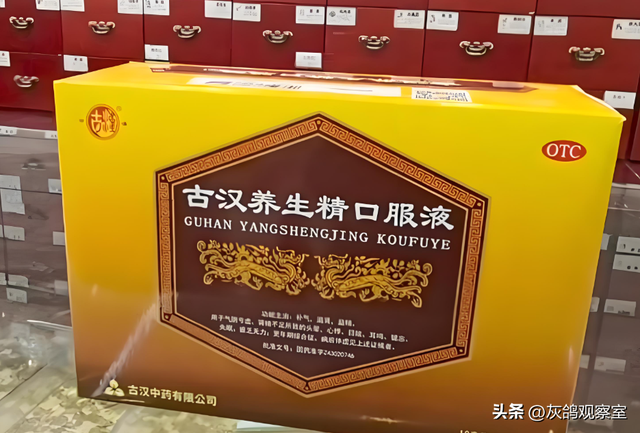 古漢
OTC
古汉养生精口服液
GUHAN YANGSHENGJING KOUFUYE
功能主治：补气，滋肾，益精。
用于气阴亏虚、肾精不足所致的头晕、心悸、目眩、耳鸣、健忘、
失眠、疲乏无力；更年期综合征、病后体虚见上述证候者。
批准文号：国药准字Z43020746
古汉中药有限公司
头条 @灰鸽观察室